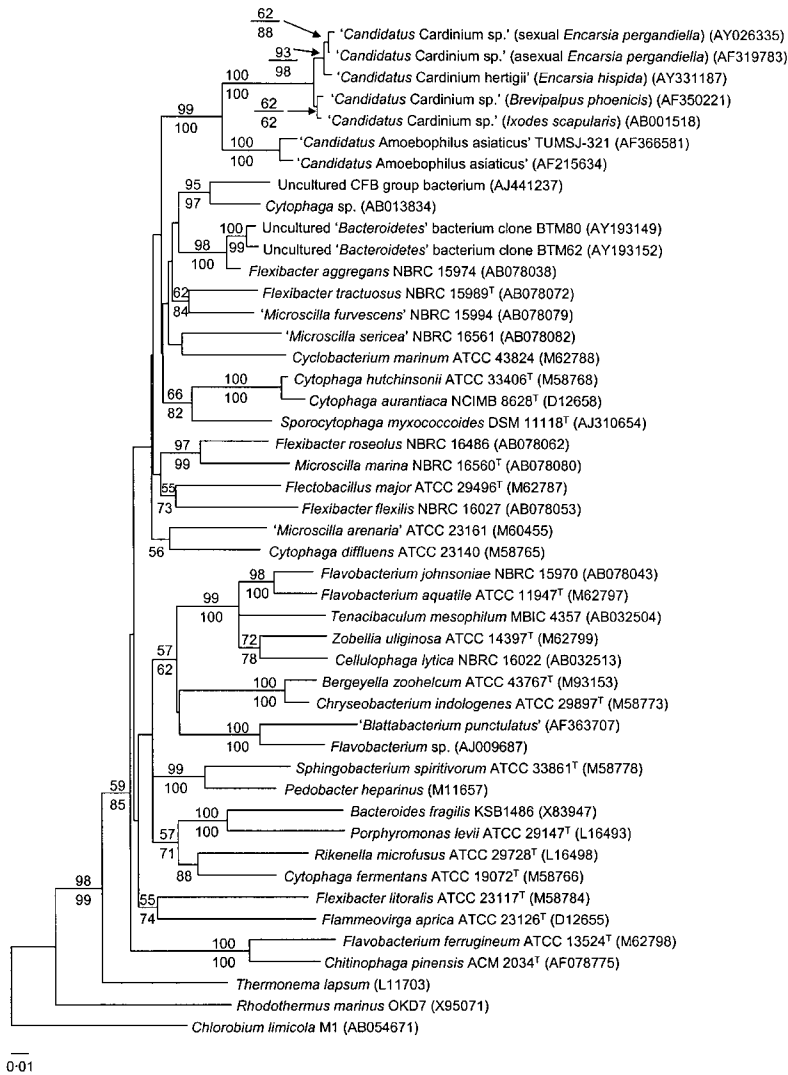 62
88
'Candidatus Cardinium sp.' (sexual Encarsia pergandiella) (AY026335)
93
98
'Candidatus Cardinium sp.' (asexual Encarsia pergandiella) (AF319783)
100
100
'Candidatus Cardinium hertigii' (Encarsia hispida) (AY331187)
62
62
'Candidatus Cardinium sp.' (Brevipalpus phoenicis) (AF350221)
99
100
'Candidatus Cardinium sp.' (Ixodes scapularis) (AB001518)
100
100
'Candidatus Amoebophilus asiaticus' TUMSJ-321 (AF366581)
'Candidatus Amoebophilus asiaticus' (AF215634)
95
97
Uncultured CFB group bacterium (AJ441237)
Cytophaga sp. (AB013834)
100
99
Uncultured 'Bacteroidetes' bacterium clone BTM80 (AY193149)
98
100
Uncultured 'Bacteroidetes' bacterium clone BTM62 (AY193152)
Flexibacter aggregans NBRC 15974 (AB078038)
62
84
Flexibacter tractuosus NBRC 15989T (AB078072)
'Microscilla furvescens' NBRC 15994 (AB078079)
'Microscilla sericea' NBRC 16561 (AB078082)
Cyclobacterium marinum ATCC 43824 (M62788)
100
100
Cytophaga hutchinsonii ATCC 33406T (M58768)
66
82
Cytophaga aurantiaca NCIMB 8628T (D12658)
Sporocytophaga myxococcoides DSM 11118T (AJ310654)
97
99
Flexibacter roseolus NBRC 16486 (AB078062)
Microscilla marina NBRC 16560T (AB078080)
55
73
Flectobacillus major ATCC 29496T (M62787)
Flexibacter flexilis NBRC 16027 (AB078053)
56
'Microscilla arenaria' ATCC 23161 (M60455)
Cytophaga diffluens ATCC 23140 (M58765)
98
100
Flavobacterium johnsoniae NBRC 15970 (AB078043)
99
100
Flavobacterium aquatile ATCC 11947T (M62797)
Tenacibaculum mesophilum MBIC 4357 (AB032504)
72
78
Zobellia uliginosa ATCC 14397T (M62799)
57
62
Cellulophaga lytica NBRC 16022 (AB032513)
100
100
Bergeyella zoohelcum ATCC 43767T (M93153)
Chryseobacterium indologenes ATCC 29897T (M58773)
100
100
'Blattabacterium punctulatus' (AF363707)
Flavobacterium sp. (AJ009687)
99
100
Sphingobacterium spiritivorum ATCC 33861T (M58778)
59
85
Pedobacter heparinus (M11657)
100
100
Bacteroides fragilis KSB1486 (X83947)
57
71
Porphyromonas levii ATCC 29147T (L16493)
88
Rikenella microfusus ATCC 29728T (L16498)
Cytophaga fermentans ATCC 19072T (M58766)
98
99
55
74
Flexibacter litoralis ATCC 23117T (M58784)
Flammeovirga aprica ATCC 23126T (D12655)
100
100
Flavobacterium ferrugineum ATCC 13524T (M62798)
Chitinophaga pinensis ACM 2034T (AF078775)
Thermonema lapsum (L11703)
Rhodothermus marinus OKD7 (X95071)
Chlorobium limicola M1 (AB054671)
0·01